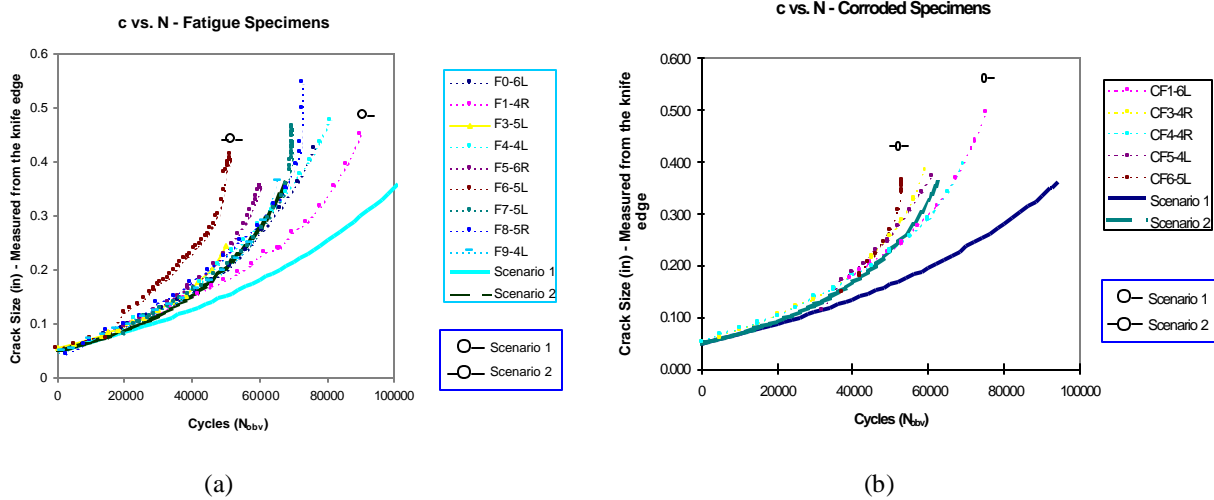 c vs. N - Fatigue Specimens
Crack Size (in) - Measured from the knife edge
0.6
0.5
0.4
0.3
0.2
0.1
0
0
20000
40000
60000
80000
100000
Cycles (Nobv)
F0-6L
F1-4R
F3-5L
F4-4L
F5-6R
F6-5L
F7-5L
F8-5R
F9-4L
Scenario 1
Scenario 2
Scenario 1
Scenario 2
(a)
c vs. N - Corroded Specimens
Crack Size (in) - Measured from the knife
edge
0.600
0.500
0.400
0.300
0.200
0.100
0.000
0
20000
40000
60000
80000
100000
Cycles (Nobv)
CF1-6L
CF3-4R
CF4-4R
CF5-4L
CF6-5L
Scenario 1
Scenario 2
Scenario 1
Scenario 2
(b)